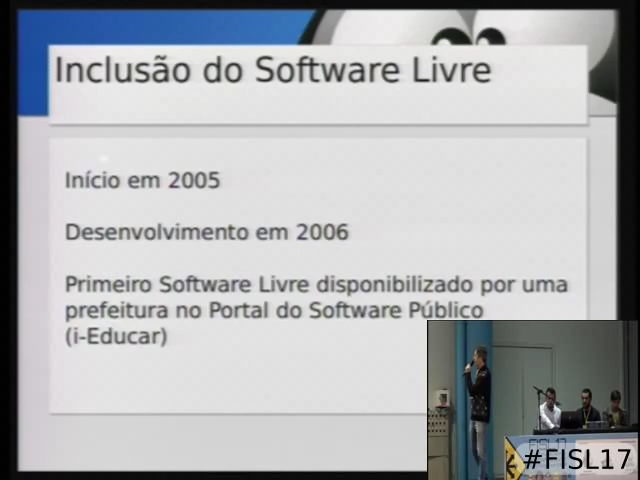 Inclusão do Software Livre
Início em 2005
Desenvolvimento em 2006
Primeiro Software Livre disponibilizado por uma
prefeitura no Portal do Software Público
(i-Educar)
FISL17
#FISL17